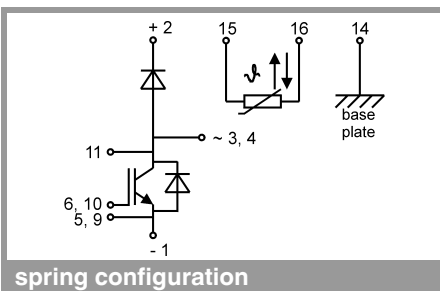 + 2
15
16
14
ϑ
base
plate
~ 3, 4
11
6, 10
5, 9
- 1
spring configuration